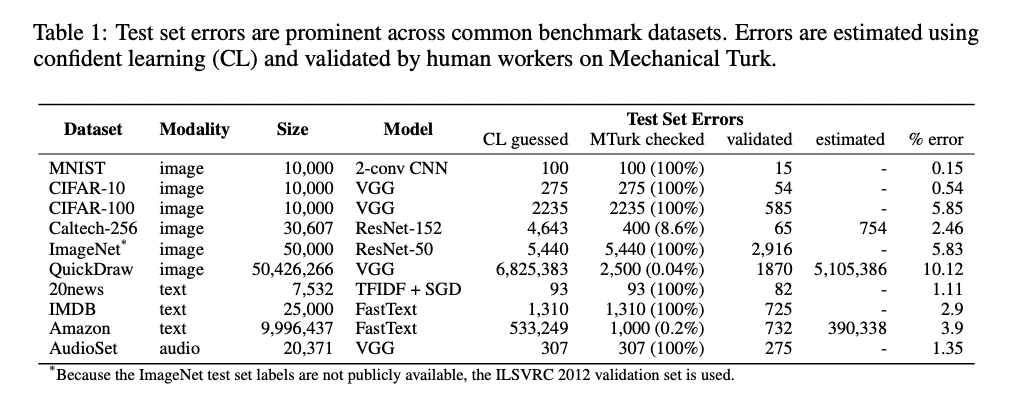 Table 1: Test set errors are prominent across common benchmark datasets. Errors are estimated using
confident learning (CL) and validated by human workers on Mechanical Turk.
Test Set Errors
Dataset Modality Size Model CL guessed MTurk checked validated estimated % error
MNIST image 10,000 2-conv CNN 100 100 (100%) 15 - 0.15
CIFAR-10 image 10,000 VGG 275 275 (100%) 54 - 0.54
CIFAR-100 image 10,000 VGG 2235 2235 (100%) 585 - 5.85
Caltech-256 image 30,607 ResNet-152 4,643 400 (8.6%) 65 754 2.46
ImageNet* image 50,000 ResNet-50 5,440 5,440 (100%) 2,916 - 5.83
QuickDraw image 50,426,266 VGG 6,825,383 2,500 (0.04%) 1870 5,105,386 10.12
20news text 7,532 TFIDF + SGD 93 93 (100%) 82 - 1.11
IMDB text 25,000 FastText 1,310 1,310 (100%) 725 - 2.9
Amazon text 9,996,437 FastText 533,249 1,000 (0.2%) 732 390,338 3.9
AudioSet audio 20,371 VGG 307 307 (100%) 275 - 1.35
*Because the ImageNet test set labels are not publicly available, the ILSVRC 2012 validation set is used.